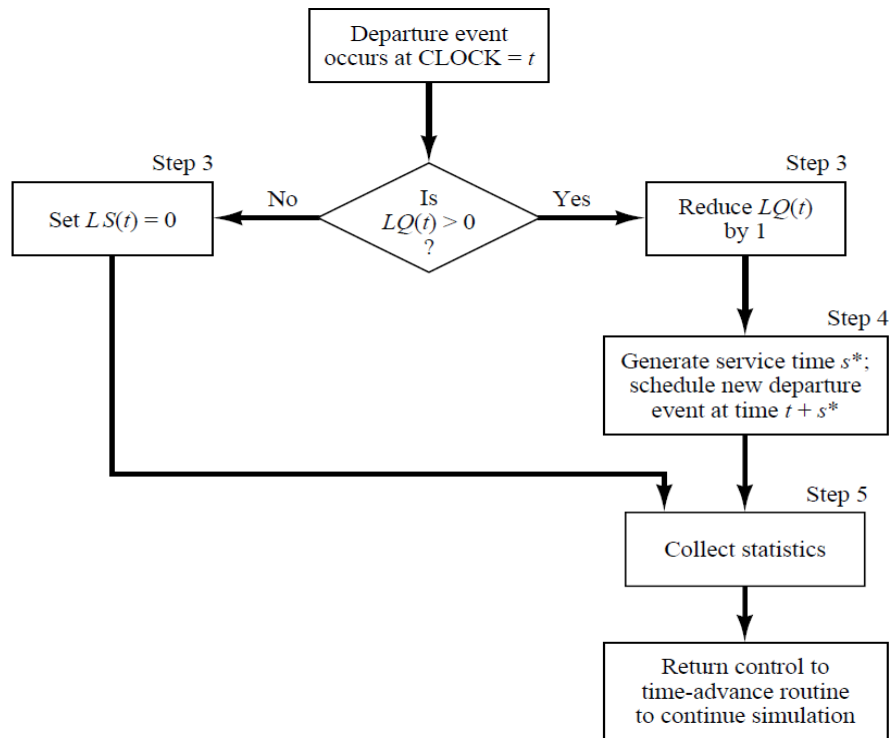 Departure event
occurs at CLOCK = t
Step 3
Set LS(t) = 0
No
Is
LQ(t) > 0
?
Yes
Step 3
Reduce LQ(t)
by 1
Step 4
Generate service time s*;
schedule new departure
event at time t + s*
Step 5
Collect statistics
Return control to
time-advance routine
to continue simulation